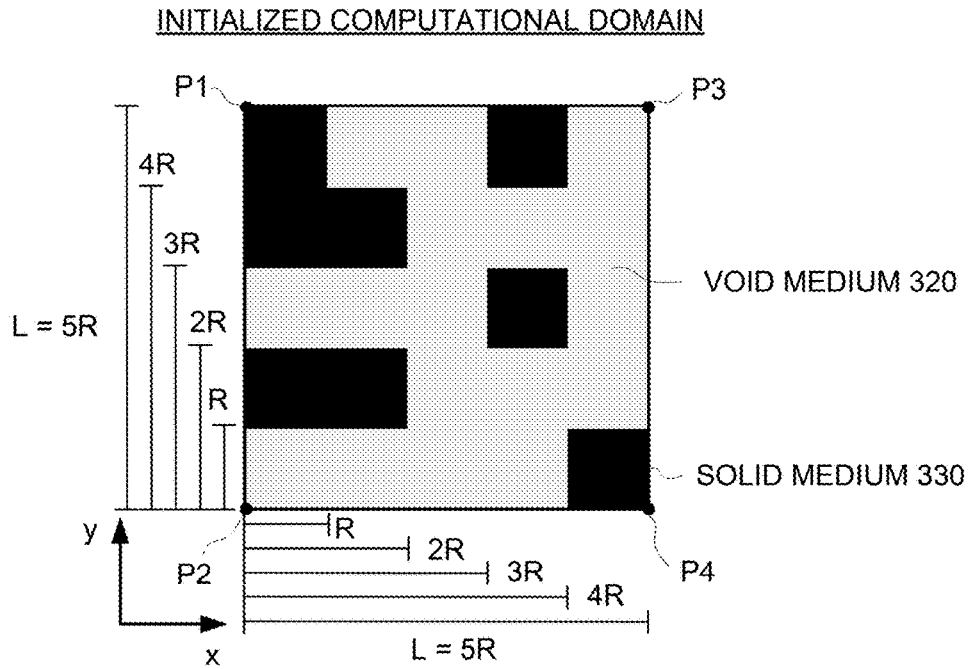 INITIALIZED COMPUTATIONAL DOMAIN
P1
P3
4R
3R
VOID MEDIUM 320
L = 5R
2R
R
SOLID MEDIUM 330
y
R
P2
2R
P4
3R
4R
x
L = 5R